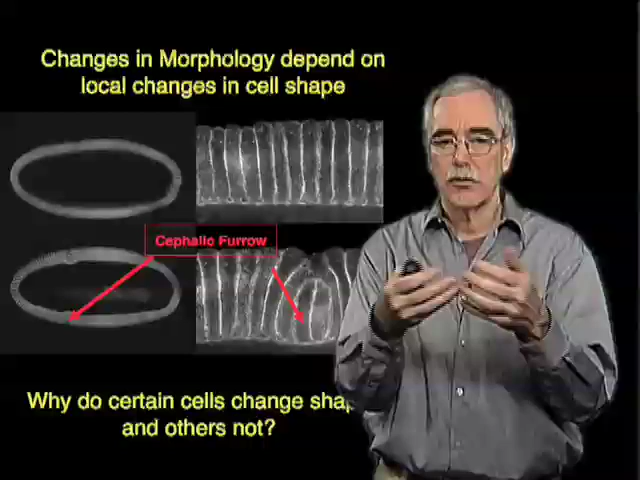 Changes in Morphology depend on
local changes in cell shape
Cephalic Furrow
Why do certain cells change
and others not?